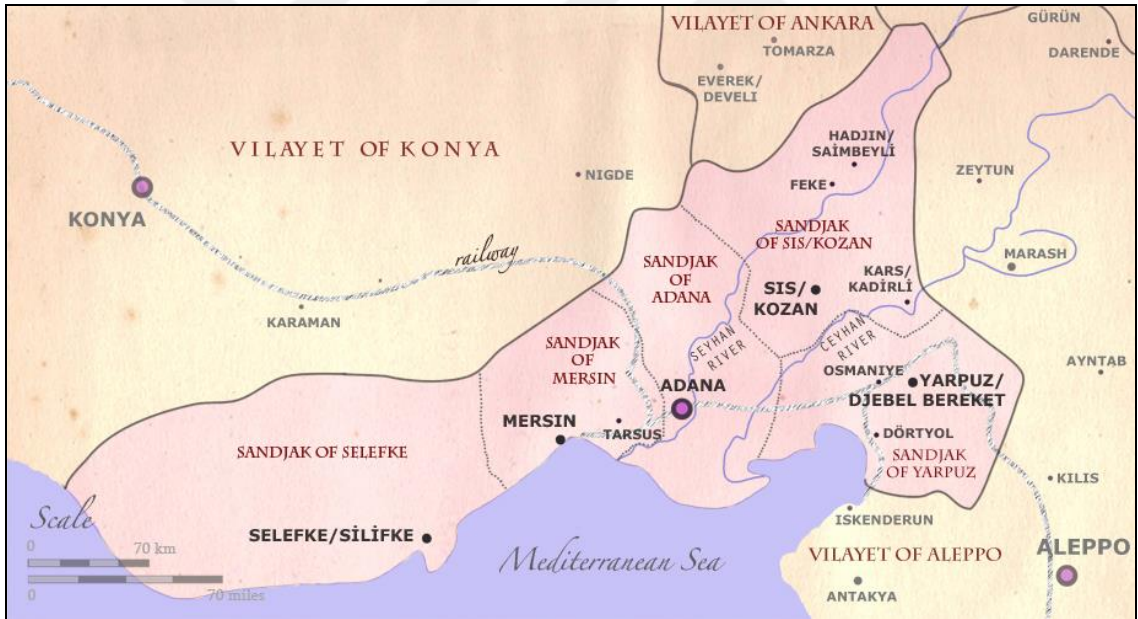 VILAYET OF ANKARA
TOMARZA
GÜRÜN
DARENDE
EVEREK/
DEVELI
VILAYET OF KONYA
HADJIN/
SAİMBEYLİ
NIGDE
FEKE
ZEYTUN
KONYA
SANDJAK
OF SIS/KOZAN
railway
SANDJAK
OF
ADANA
MARASH
KARS/
KADİRLİ
SIS/
KOZAN
KARAMAN
SANDJAK
OF
MERSIN
SEYHAN
RIVER
CEYHAN
RIVER
OSMANIYE
AYNTAB
ADANA
YARPUZ/
DJEBEL BEREKET
MERSIN
TARSUS
DÖRTYOL
SANDJAK OF SELEFKE
SANDJAK
OF YARPUZ
KILIS
Scale
0 70 km
0 70 miles
SELEFKE/SİLİFKE
ISKENDERUN
Mediterranean Sea
VILAYET OF ALEPPO
ALEPPO
ANTAKYA